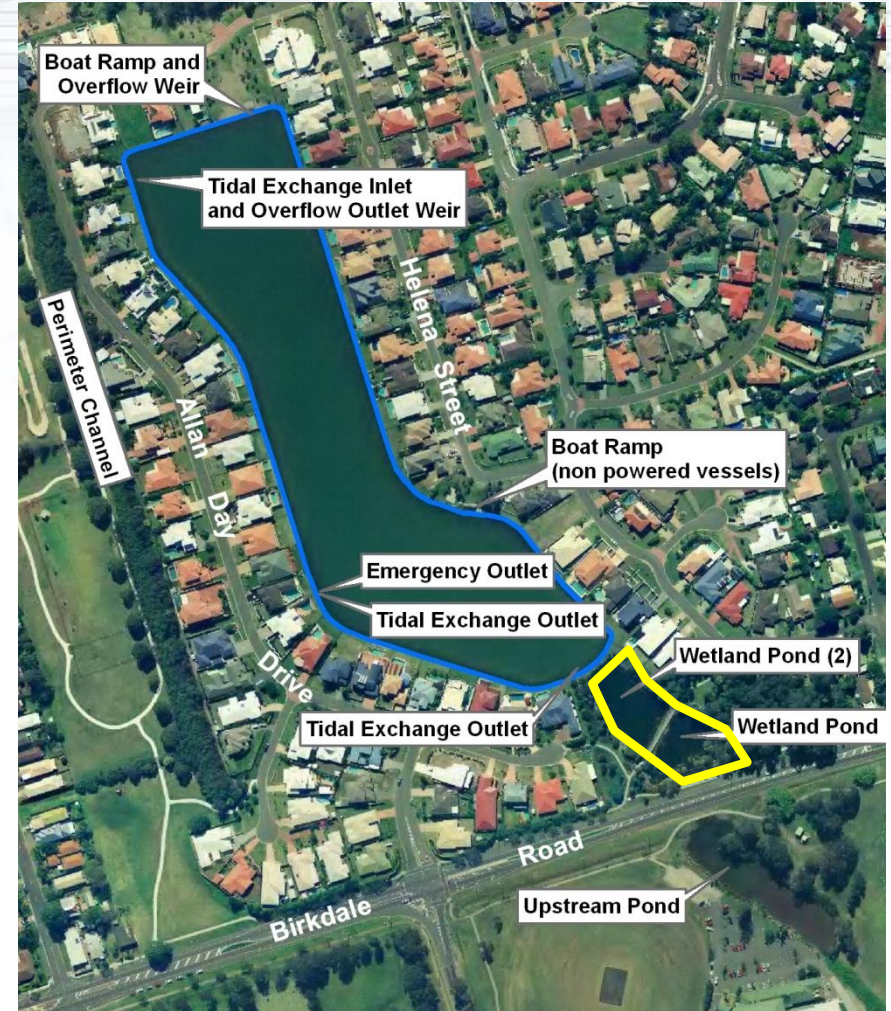 Boat Ramp and
Overflow Weir
Tidal Exchange Inlet
and Overflow Outlet Weir
Helena
Street
Perimeter Channel
Allan
Day
Drive
Boat Ramp
(non powered vessels)
Emergency Outlet
Tidal Exchange Outlet
Wetland Pond (2)
Tidal Exchange Outlet
Wetland Pond
Birkdale
Road
Upstream Pond